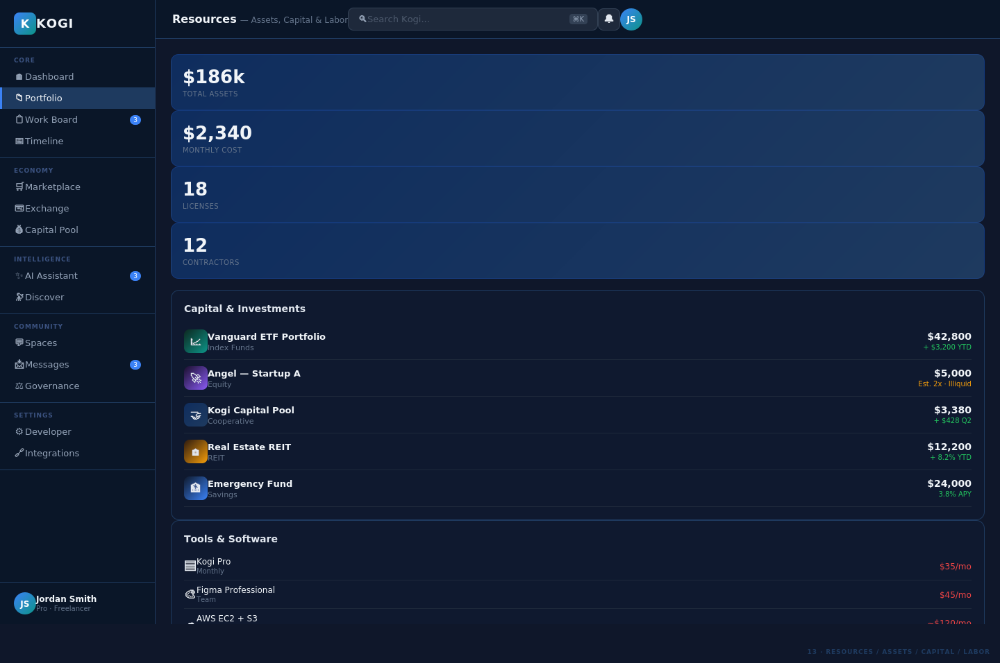 K KOGI
CORE
Dashboard
Portfolio
Work Board 3
Timeline
ECONOMY
Marketplace
Exchange
Capital Pool
INTELLIGENCE
AI Assistant 3
Discover
COMMUNITY
Spaces
Messages 3
Governance
SETTINGS
Developer
Integrations
JS
Jordan Smith
Pro · Freelancer
Resources — Assets, Capital & Labor
Search Kogi... ⌘K
JS
$186k
TOTAL ASSETS
$2,340
MONTHLY COST
18
LICENSES
12
CONTRACTORS
Capital & Investments
Vanguard ETF Portfolio $42,800
Index Funds + $3,200 YTD
Angel — Startup A $5,000
Equity Est. 2x · Illiquid
Kogi Capital Pool $3,380
Cooperative + $428 Q2
Real Estate REIT $12,200
REIT + 8.2% YTD
Emergency Fund $24,000
Savings 3.8% APY
Tools & Software
Kogi Pro
Monthly $35/mo
Figma Professional
Team $45/mo
AWS EC2 + S3
~$120/mo
13 · RESOURCES / ASSETS / CAPITAL / LABOR